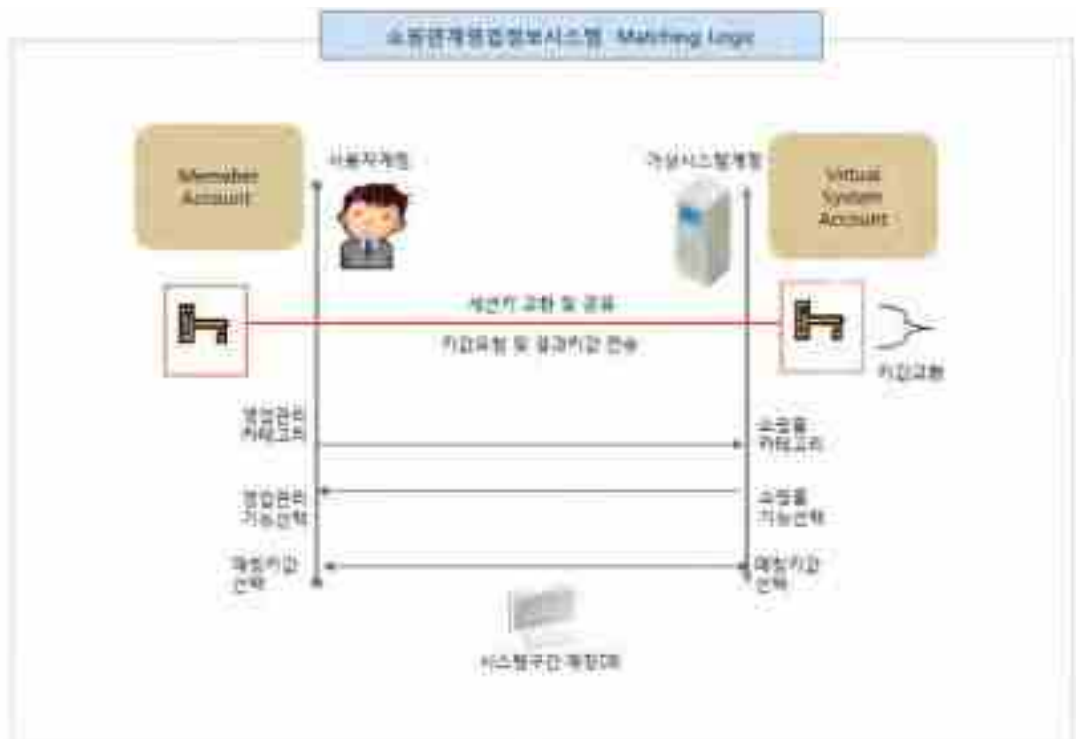 Matching Logic
Memeber
Account
사용자계정
가상시스템계정
Virtual
System
Account
세션키 교환 및 공유
키값요청 및 결과키값 전송
키값교환
영업관리
카테고리
쇼핑몰
카테고리
영업관리
기능선택
쇼핑몰
기능선택
매칭키값
선택
매칭키값
선택
시스템구간 매칭DB